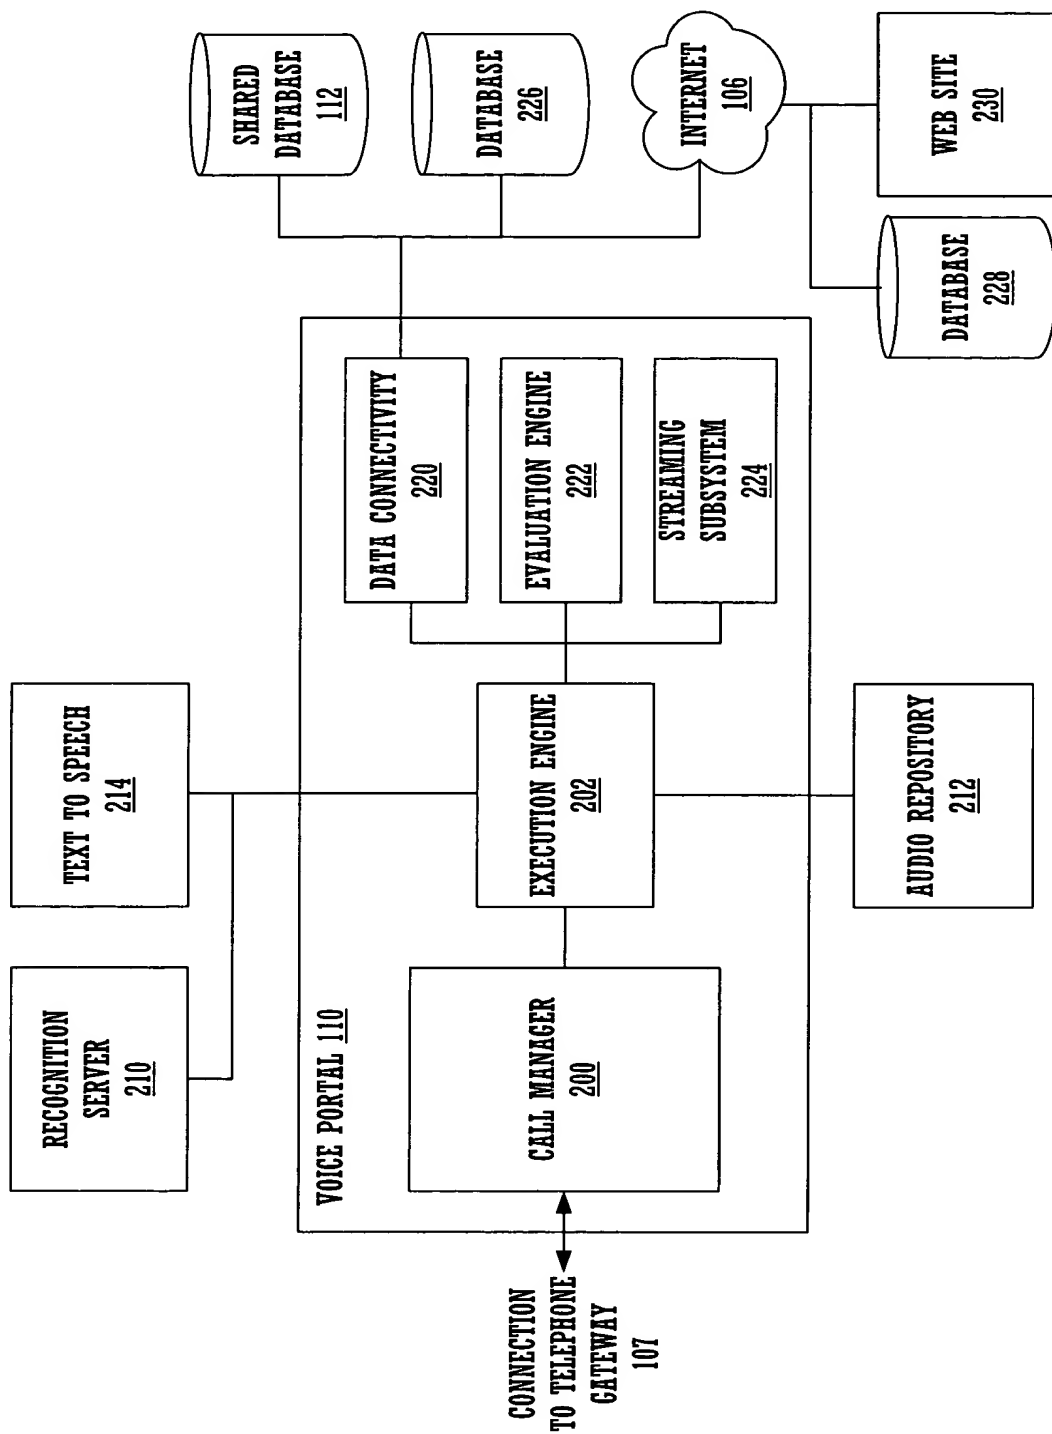 RECOGNITION
SERVER
210
TEXT TO SPEECH
214
SHARED
DATABASE
112
DATABASE
226
INTERNET
106
WEB SITE
230
DATABASE
228
VOICE PORTAL 110
CALL MANAGER
200
EXECUTION ENGINE
202
DATA CONNECTIVITY
220
EVALUATION ENGINE
222
STREAMING
SUBSYSTEM
224
CONNECTION
TO TELEPHONE
GATEWAY
107
AUDIO REPOSITORY
212